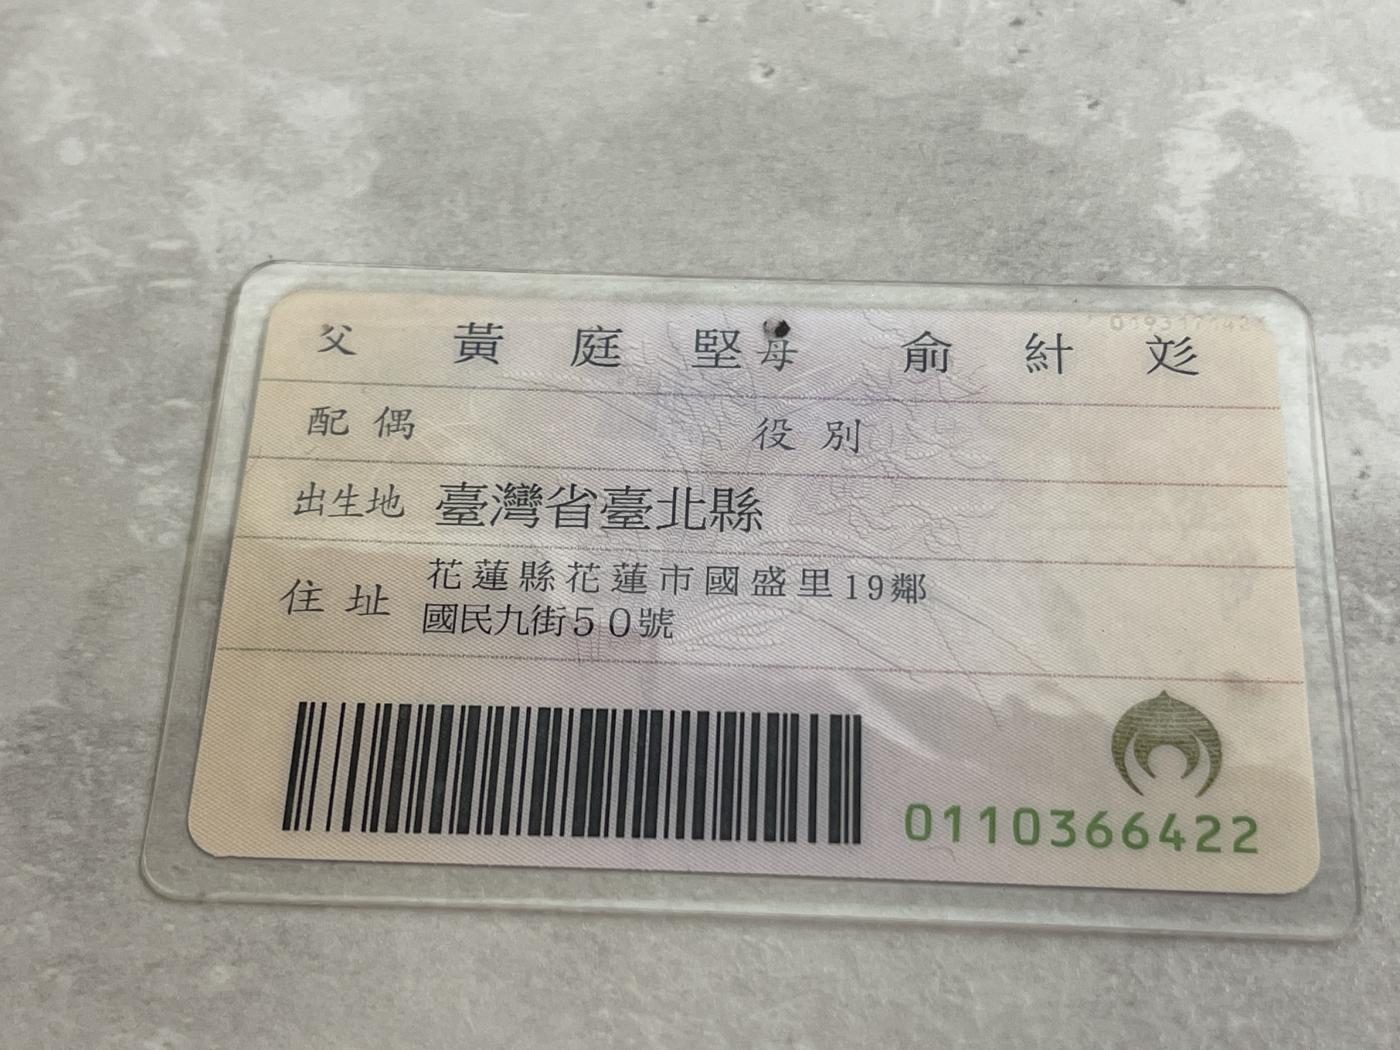 父 黃庭堅 母 俞紏彣
配偶 役別
出生地 臺灣省臺北縣
住址 花蓮縣花蓮市國盛里19鄰
國民九街50號
0110366422